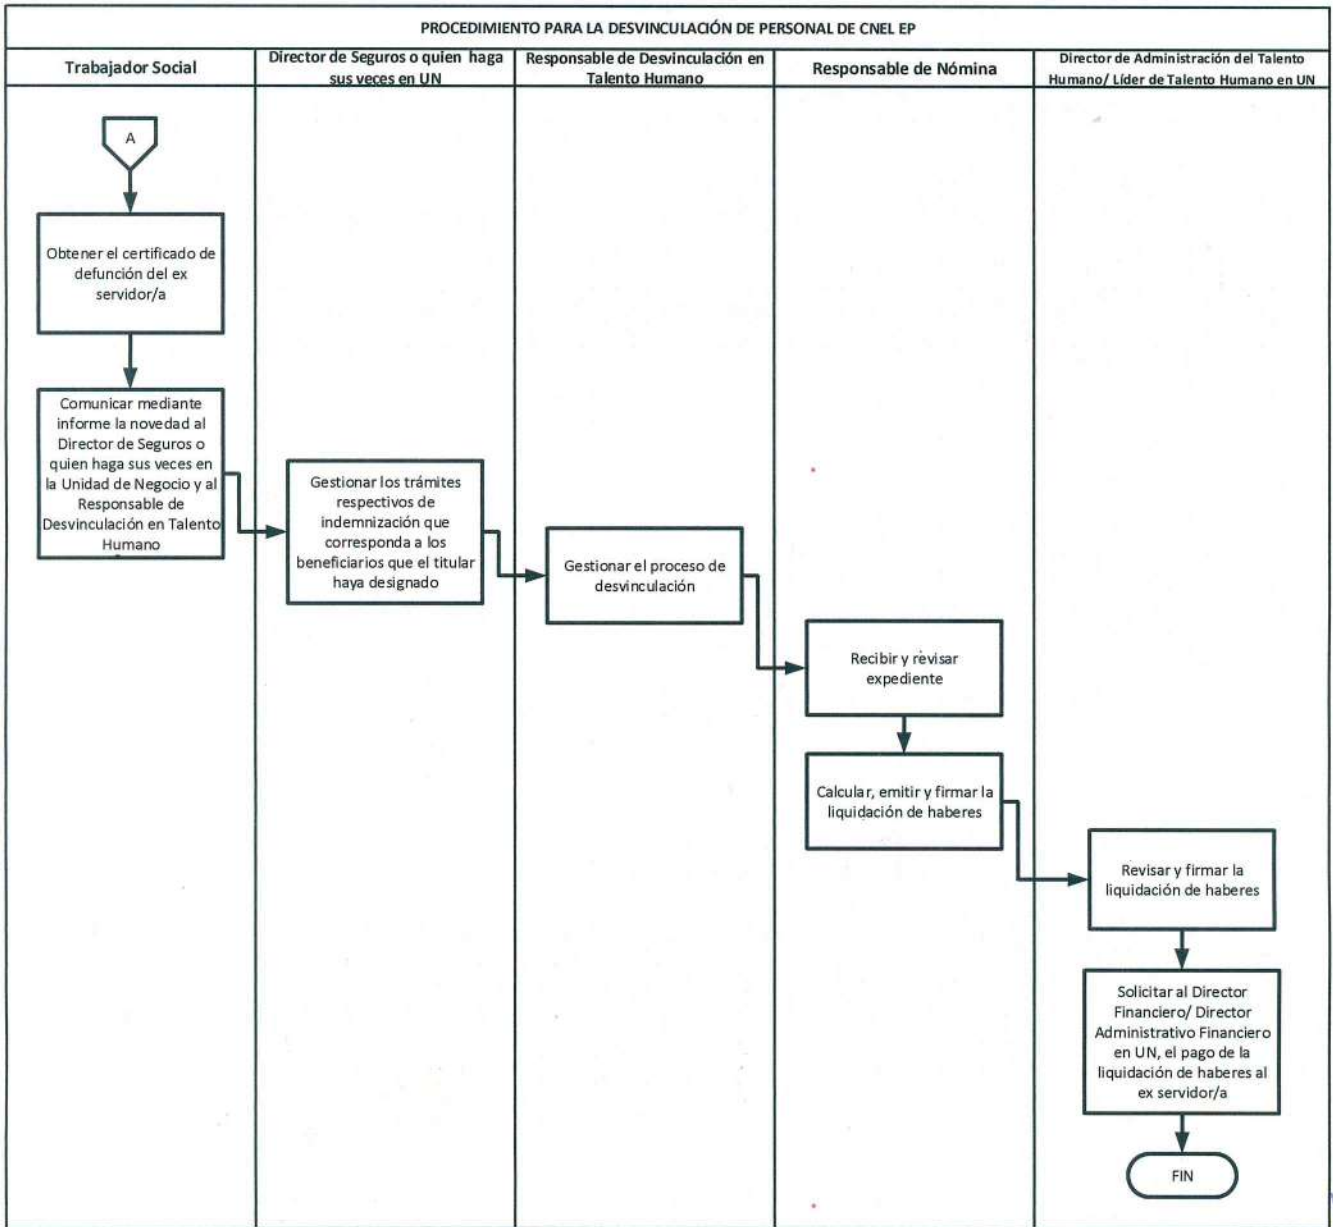 PROCEDIMIENTO PARA LA DESVINCULACIÓN DE PERSONAL DE CNEL EP
Trabajador Social
Director de Seguros o quien haga
sus veces en UN
Responsable de Desvinculación en
Talento Humano
Responsable de Nómina
Director de Administración del Talento
Humano/ Líder de Talento Humano en UN
A
Obtener el certificado de
defunción del ex
servidor/a
Comunicar mediante
informe la novedad al
Director de Seguros o
quien haga sus veces en
la Unidad de Negocio y al
Responsable de
Desvinculación en Talento
Humano
Gestionar los trámites
respectivos de
indemnización que
corresponda a los
beneficiarios que el titular
haya designado
Gestionar el proceso de
desvinculación
Recibir y revisar
expediente
Calcular, emitir y firmar la
liquidación de haberes
Revisar y firmar la
liquidación de haberes
Solicitar al Director
Financiero/ Director
Administrativo Financiero
en UN, el pago de la
liquidación de haberes al
ex servidor/a
FIN